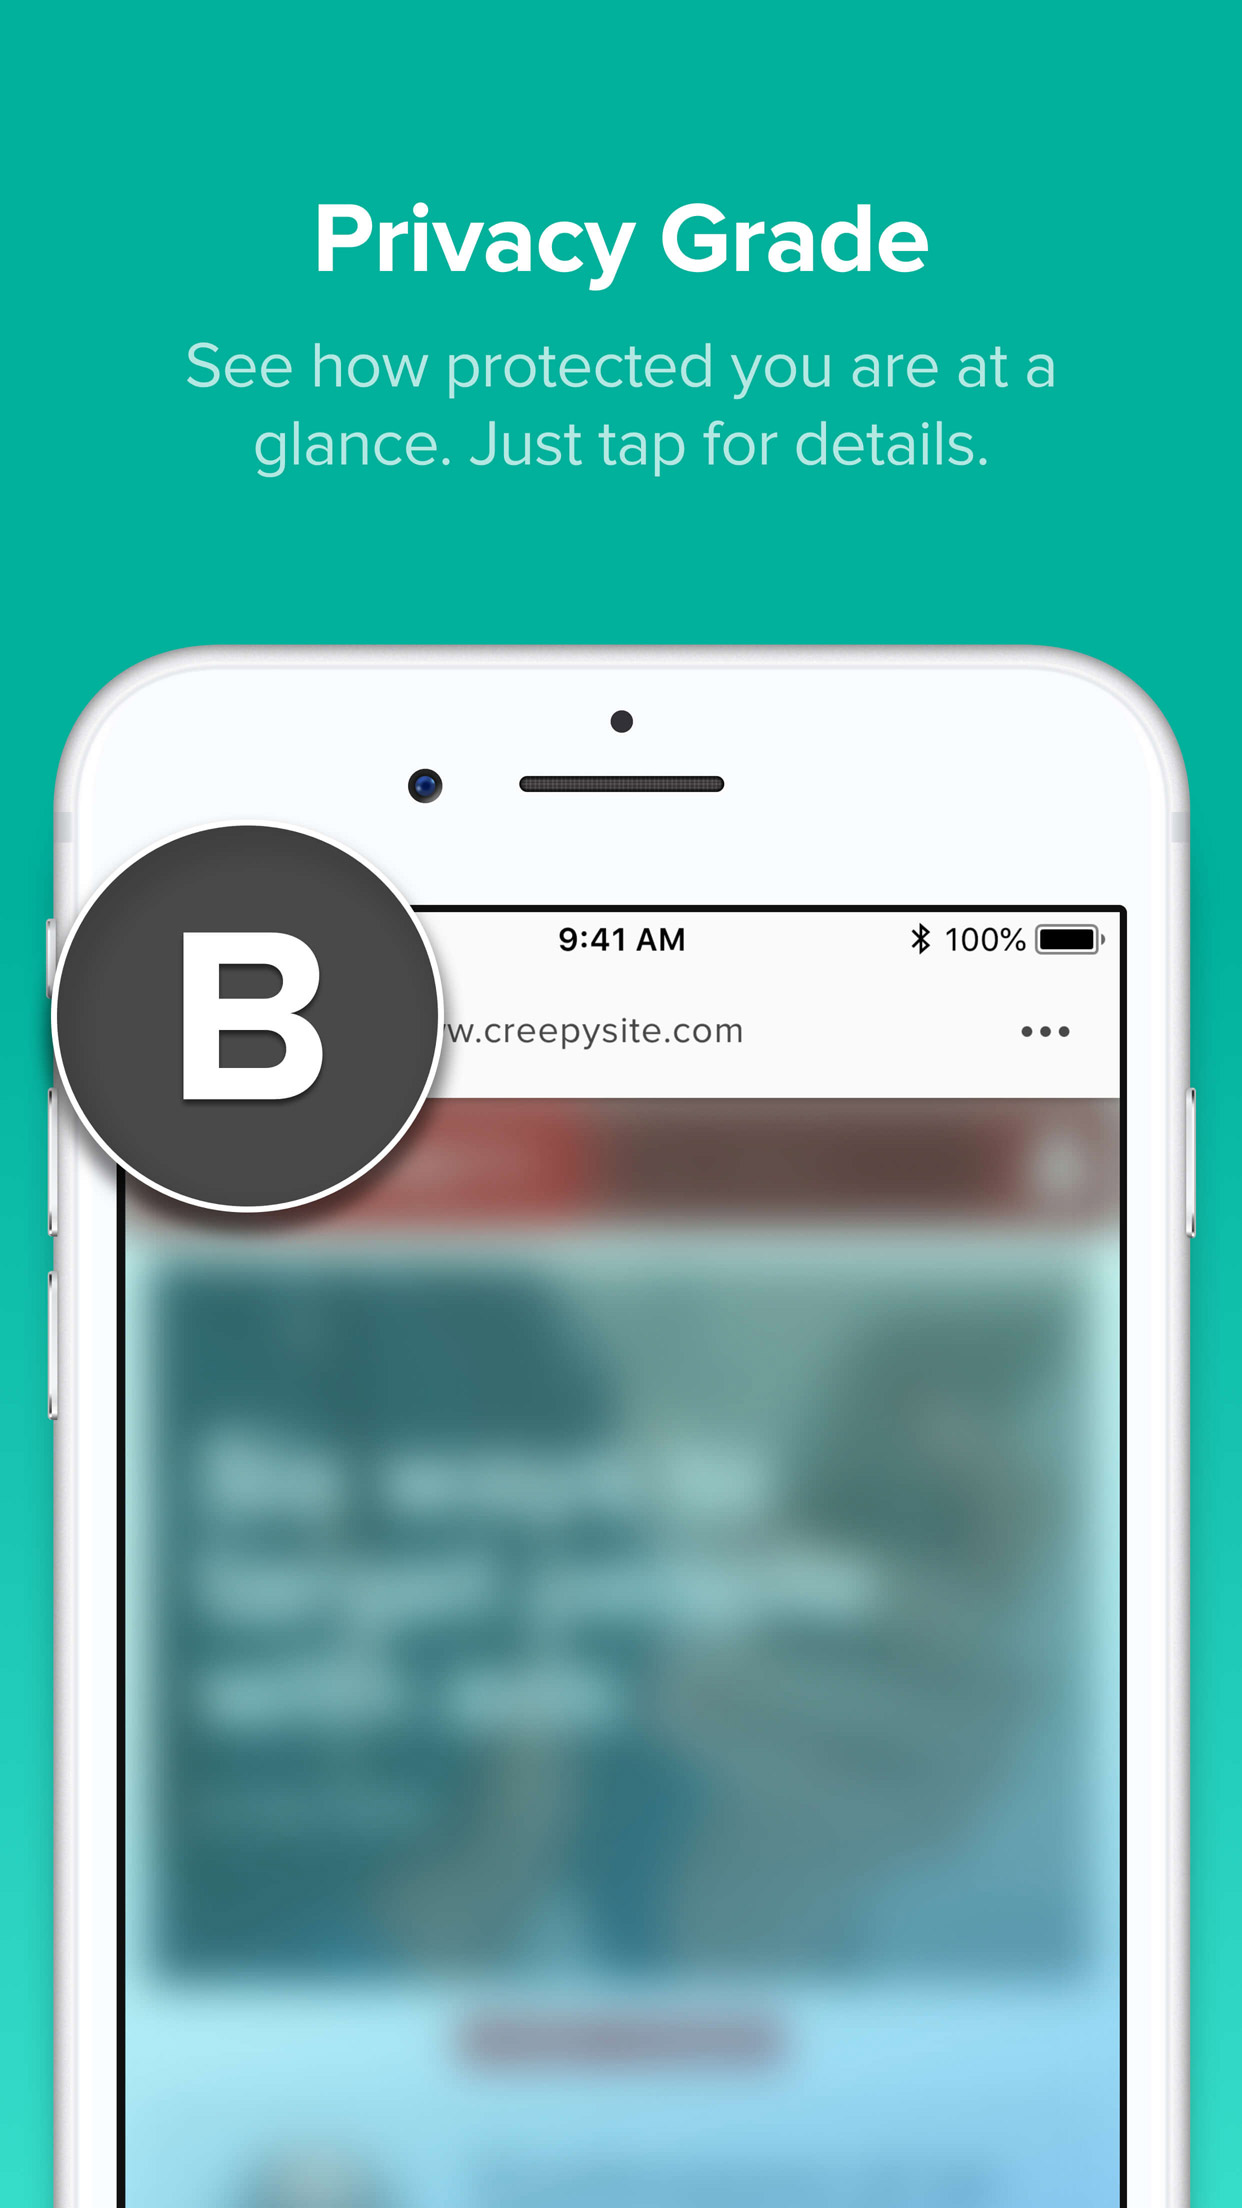 Privacy Grade
See how protected you are at a
glance. Just tap for details.
9:41 AM
100%
B
w.creepysite.com